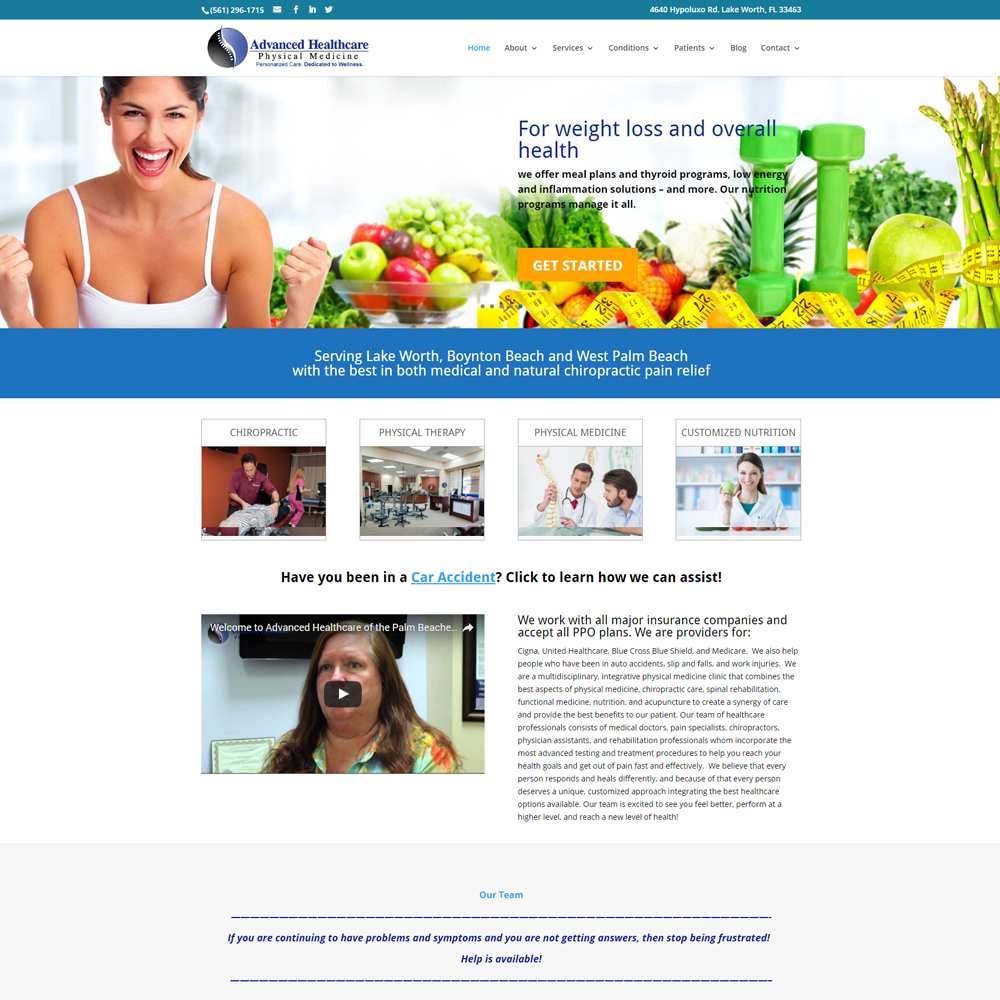 (561) 296-1715
4640 Hypoluxo Rd. Lake Worth, FL 33463
Advanced Healthcare
Physical Medicine
Personalized Care. Dedicated to Wellness.
Home About Services Conditions Patients Blog Contact
For weight loss and overall
health
we offer meal plans and thyroid programs, low energy
and inflammation solutions – and more. Our nutrition
programs manage it all.
GET STARTED
Serving Lake Worth, Boynton Beach and West Palm Beach
with the best in both medical and natural chiropractic pain relief
CHIROPRACTIC
PHYSICAL THERAPY
PHYSICAL MEDICINE
CUSTOMIZED NUTRITION
Have you been in a Car Accident? Click to learn how we can assist!
Welcome to Advanced Healthcare of the Palm Beache...
We work with all major insurance companies and
accept all PPO plans. We are providers for:
Cigna, United Healthcare, Blue Cross Blue Shield, and Medicare. We also help
people who have been in auto accidents, slip and falls, and work injuries. We
are a multidisciplinary, integrative physical medicine clinic that combines the
best aspects of physical medicine, chiropractic care, spinal rehabilitation,
functional medicine, nutrition, and acupuncture to create a synergy of care
and provide the best benefits to our patient. Our team of healthcare
professionals consists of medical doctors, pain specialists, chiropractors,
physician assistants, and rehabilitation professionals whom incorporate the
most advanced testing and treatment procedures to help you reach your
health goals and get out of pain fast and effectively. We believe that every
person responds and heals differently, and because of that every person
deserves a unique, customized approach integrating the best healthcare
options available. Our team is excited to see you feel better, perform at a
higher level, and reach a new level of health!
Our Team
If you are continuing to have problems and symptoms and you are not getting answers, then stop being frustrated!
Help is available!